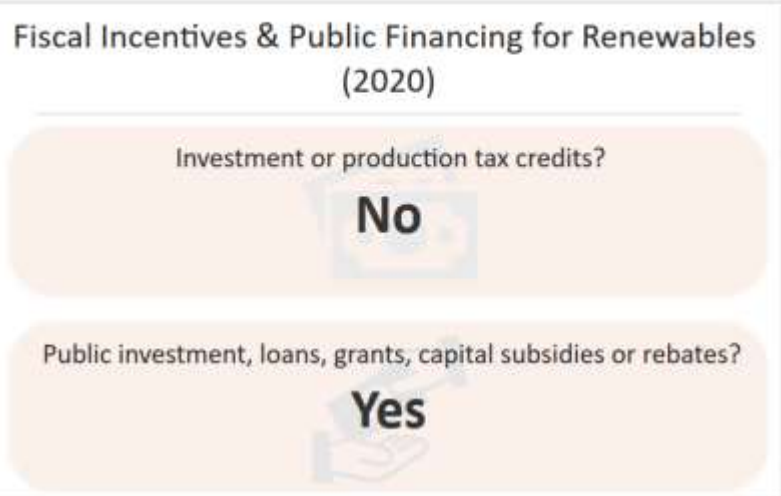 Fiscal Incentives & Public Financing for Renewables
(2020)
Investment or production tax credits?
No
Public investment, loans, grants, capital subsidies or rebates?
Yes